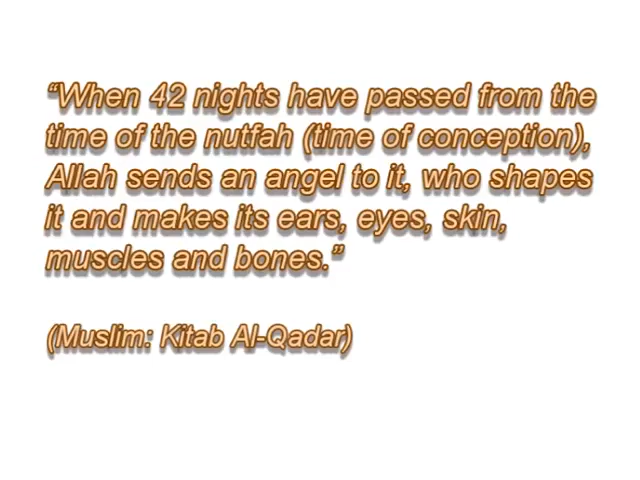 “When 42 nights have passed from the
time of the nutfah (time of conception),
Allah sends an angel to it, who shapes
it and makes its ears, eyes, skin,
muscles and bones.”
(Muslim: Kitab Al-Qadar)